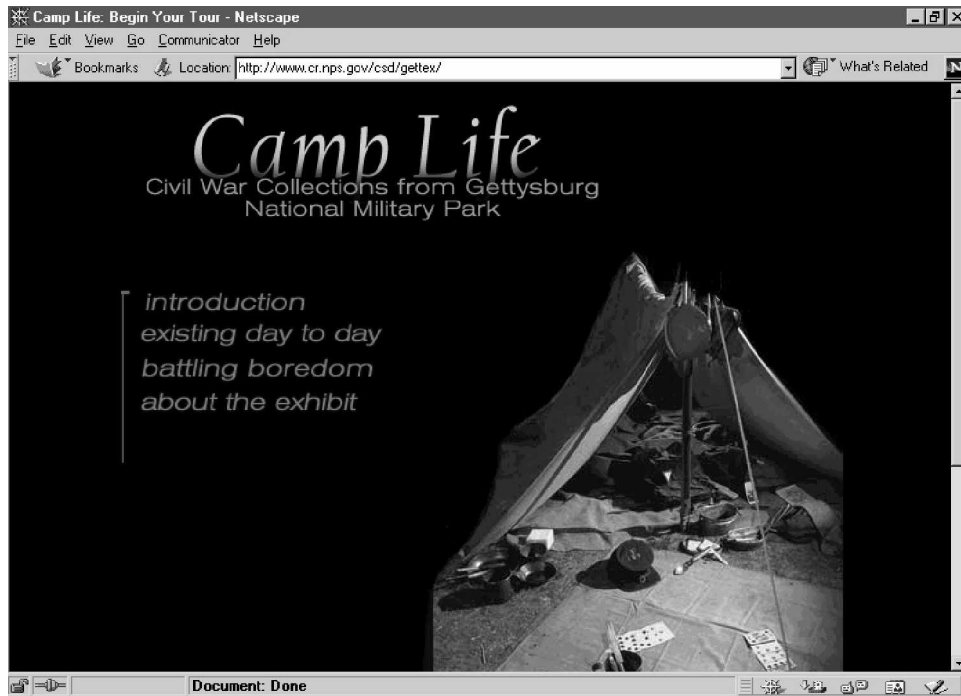 Camp Life: Begin Your Tour - Netscape
File Edit View Go Communicator Help
Bookmarks Location: http://www.cr.nps.gov/csd/gettex/ What's Related N
Camp Life
Civil War Collections from Gettysburg
National Military Park
introduction
existing day to day
battling boredom
about the exhibit
Document: Done